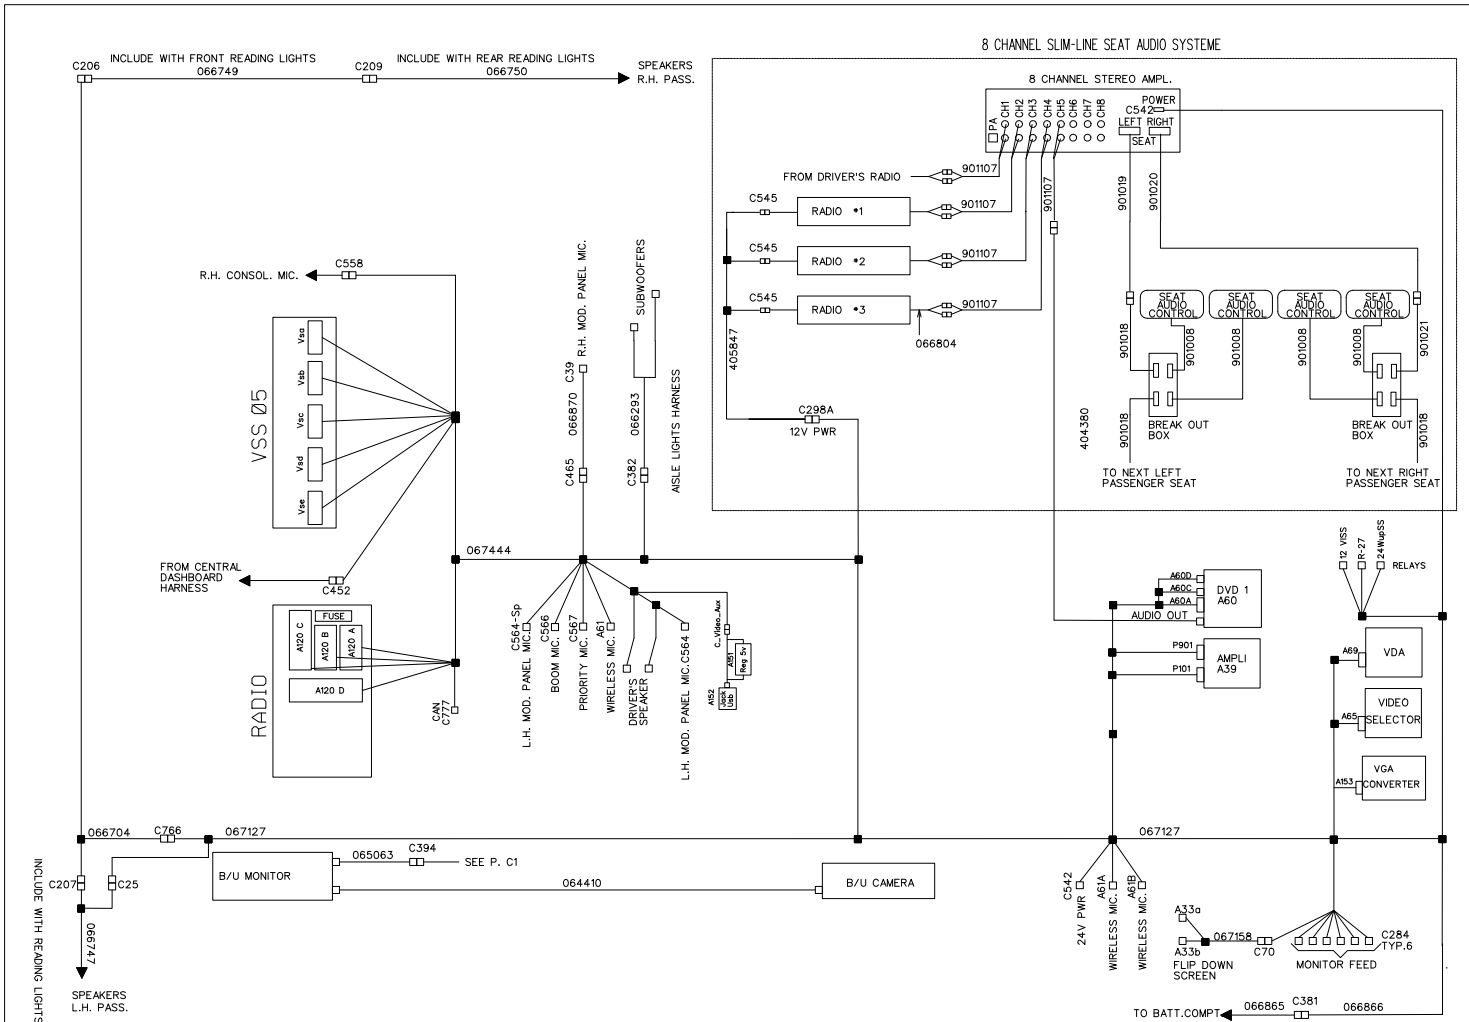 8 CHANNEL SLIM-LINE SEAT AUDIO SYSTEME
C206
INCLUDE WITH FRONT READING LIGHTS
066749
C209
INCLUDE WITH REAR READING LIGHTS
066750
SPEAKERS
R.H. PASS.
8 CHANNEL STEREO AMPL.
PA
CH1
CH2
CH3
CH4
CH5
CH6
CH7
CH8
POWER
C542
LEFT RIGHT
SEAT
FROM DRIVER'S RADIO
901107
C545
RADIO *1
901107
C545
RADIO *2
901107
C545
RADIO *3
901107
066804
901107
901019
901020
405847
C298A
12V PWR
SEAT
AUDIO
CONTROL
SEAT
AUDIO
CONTROL
SEAT
AUDIO
CONTROL
SEAT
AUDIO
CONTROL
901018
901008
901008
901008
901008
901021
404380
901018
BREAK OUT
BOX
BREAK OUT
BOX
901018
TO NEXT LEFT
PASSENGER SEAT
TO NEXT RIGHT
PASSENGER SEAT
R.H. CONSOL. MIC.
C558
VSS 05
Vsa
Vsb
Vsc
Vsd
Vse
R.H. MOD. PANEL MIC.
C39
066870
C465
SUBWOOFERS
066293
C382
AISLE LIGHTS HARNESS
067444
FROM CENTRAL
DASHBOARD
HARNESS
C452
RADIO
FUSE
A120 C
A120 B
A120 A
A120 D
CAN
C777
C564-Sp
L.H. MOD. PANEL MIC.
C566
BOOM MIC.
C567
PRIORITY MIC.
A61
WIRELESS MIC.
DRIVER'S
SPEAKER
L.H. MOD. PANEL MIC.C564
C_Video_Aux
A151
Reg 5v
A152
Jack
Usb
A60D
A60C
A60A
DVD 1
A60
AUDIO OUT
P901
P101
AMPLI
A39
12 VISS
R-27
24WupSS
RELAYS
A69
VDA
A65
VIDEO
SELECTOR
A153
VGA
CONVERTER
066704
C766
067127
067127
B/U MONITOR
065063
C394
SEE P. C1
064410
B/U CAMERA
C207
C25
INCLUDE WITH READING LIGHTS
066747
SPEAKERS
L.H. PASS.
C542
24V PWR
A61A
WIRELESS MIC.
A61B
WIRELESS MIC.
A33a
A33b
067158
C70
FLIP DOWN
SCREEN
C284
TYP.6
MONITOR FEED
TO BATT.COMPT
066865
C381
066866